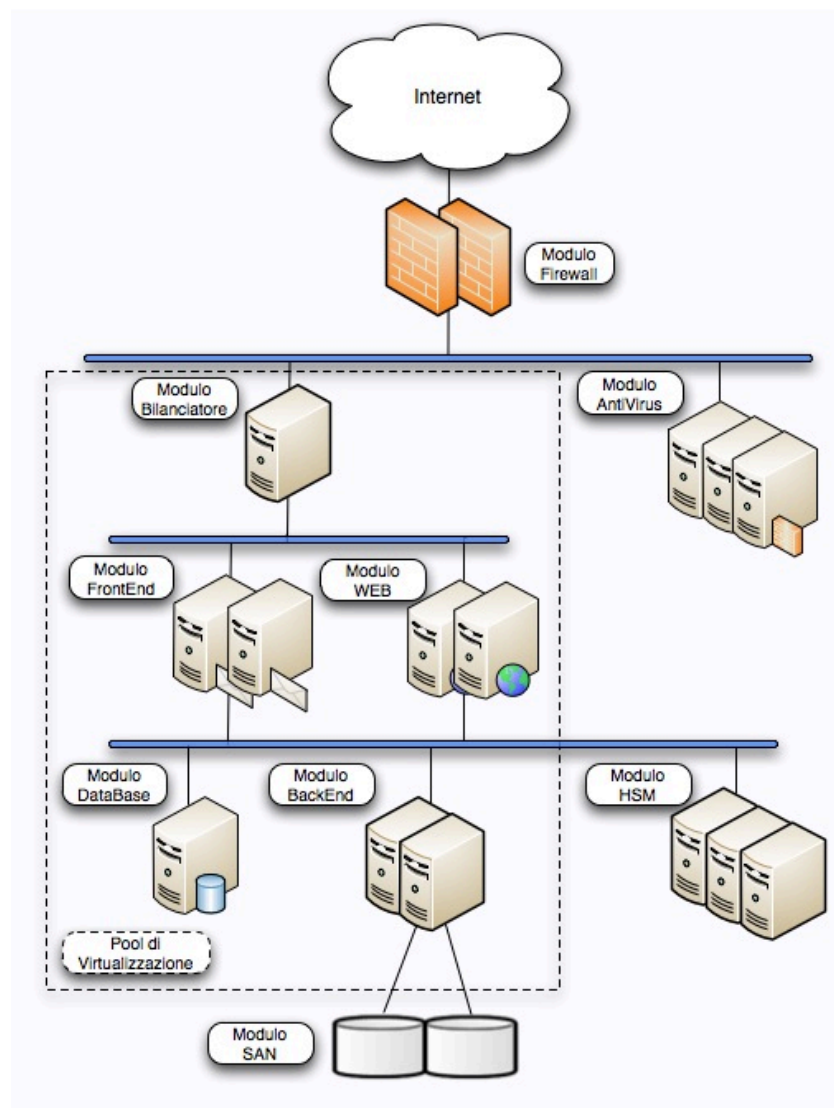 Internet
Modulo
Firewall
Modulo
Bilanciatore
Modulo
AntiVirus
Modulo
FrontEnd
Modulo
WEB
Modulo
DataBase
Modulo
BackEnd
Modulo
HSM
Pool di
Virtualizzazione
Modulo
SAN